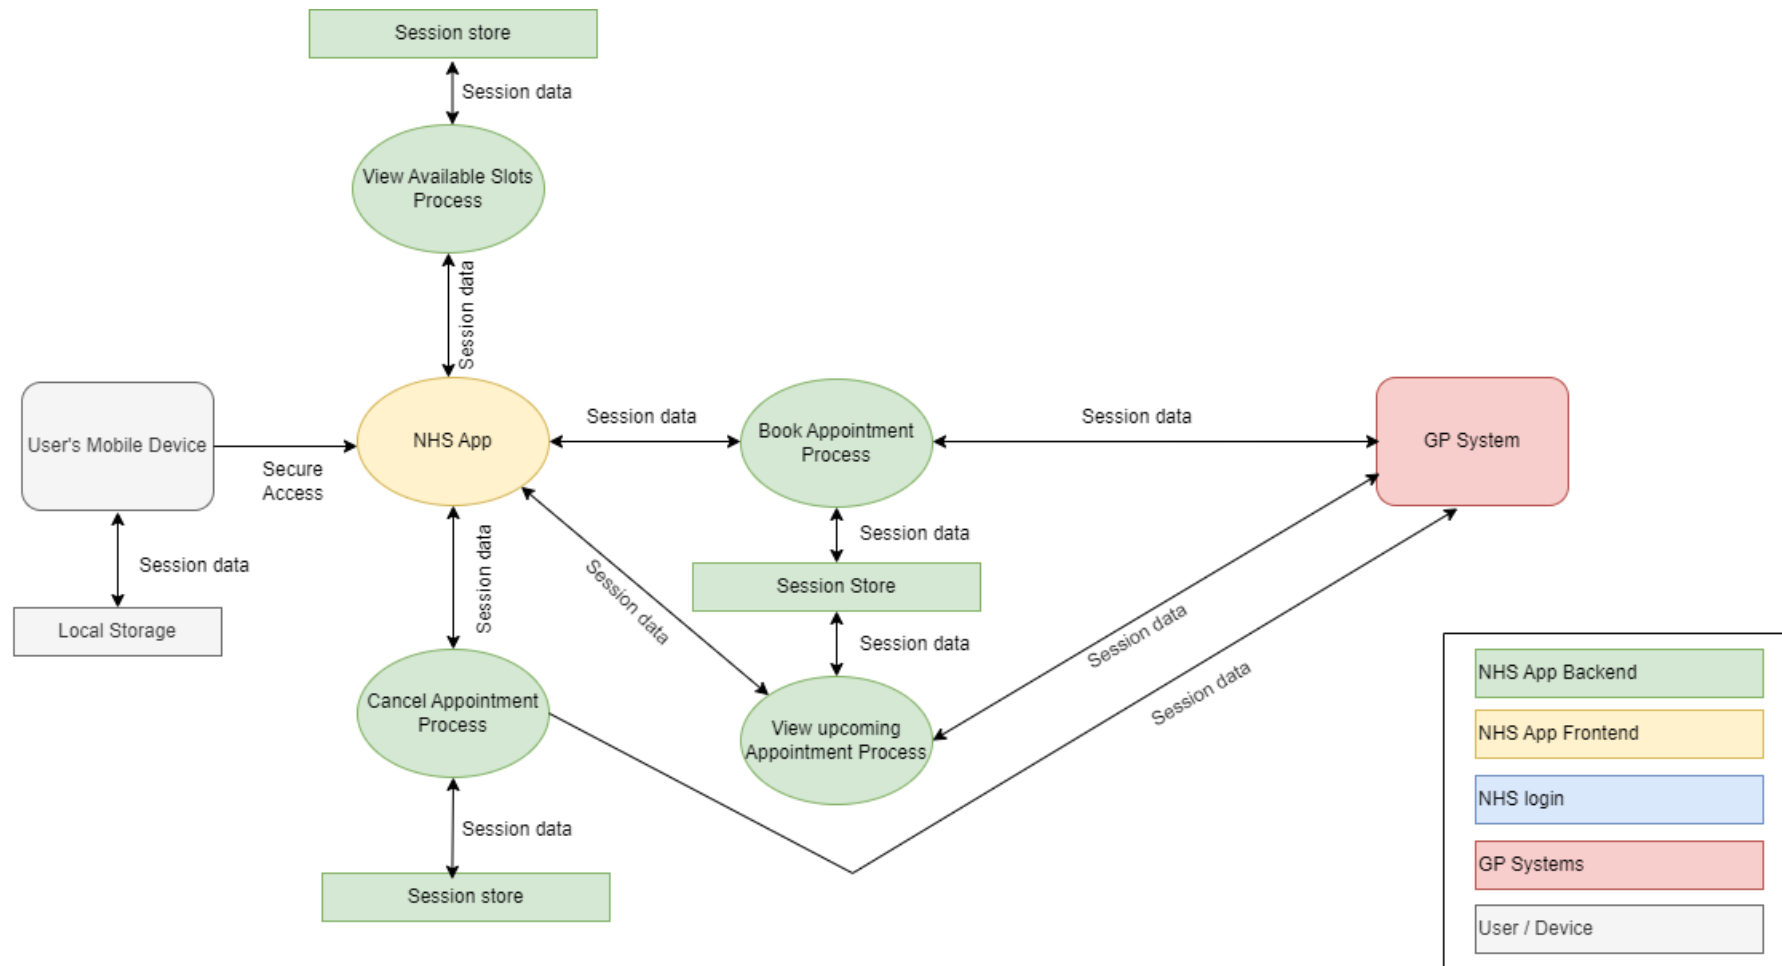 Session store
Session data
View Available Slots
Process
Session data
User's Mobile Device
Secure
Access
NHS App
Session data
Book Appointment
Process
Session data
GP System
Session data
Local Storage
Session data
Session data
Session data
Session Store
Session data
Cancel Appointment
Process
View upcoming
Appointment Process
Session data
Session data
Session data
Session store
NHS App Backend
NHS App Frontend
NHS login
GP Systems
User / Device